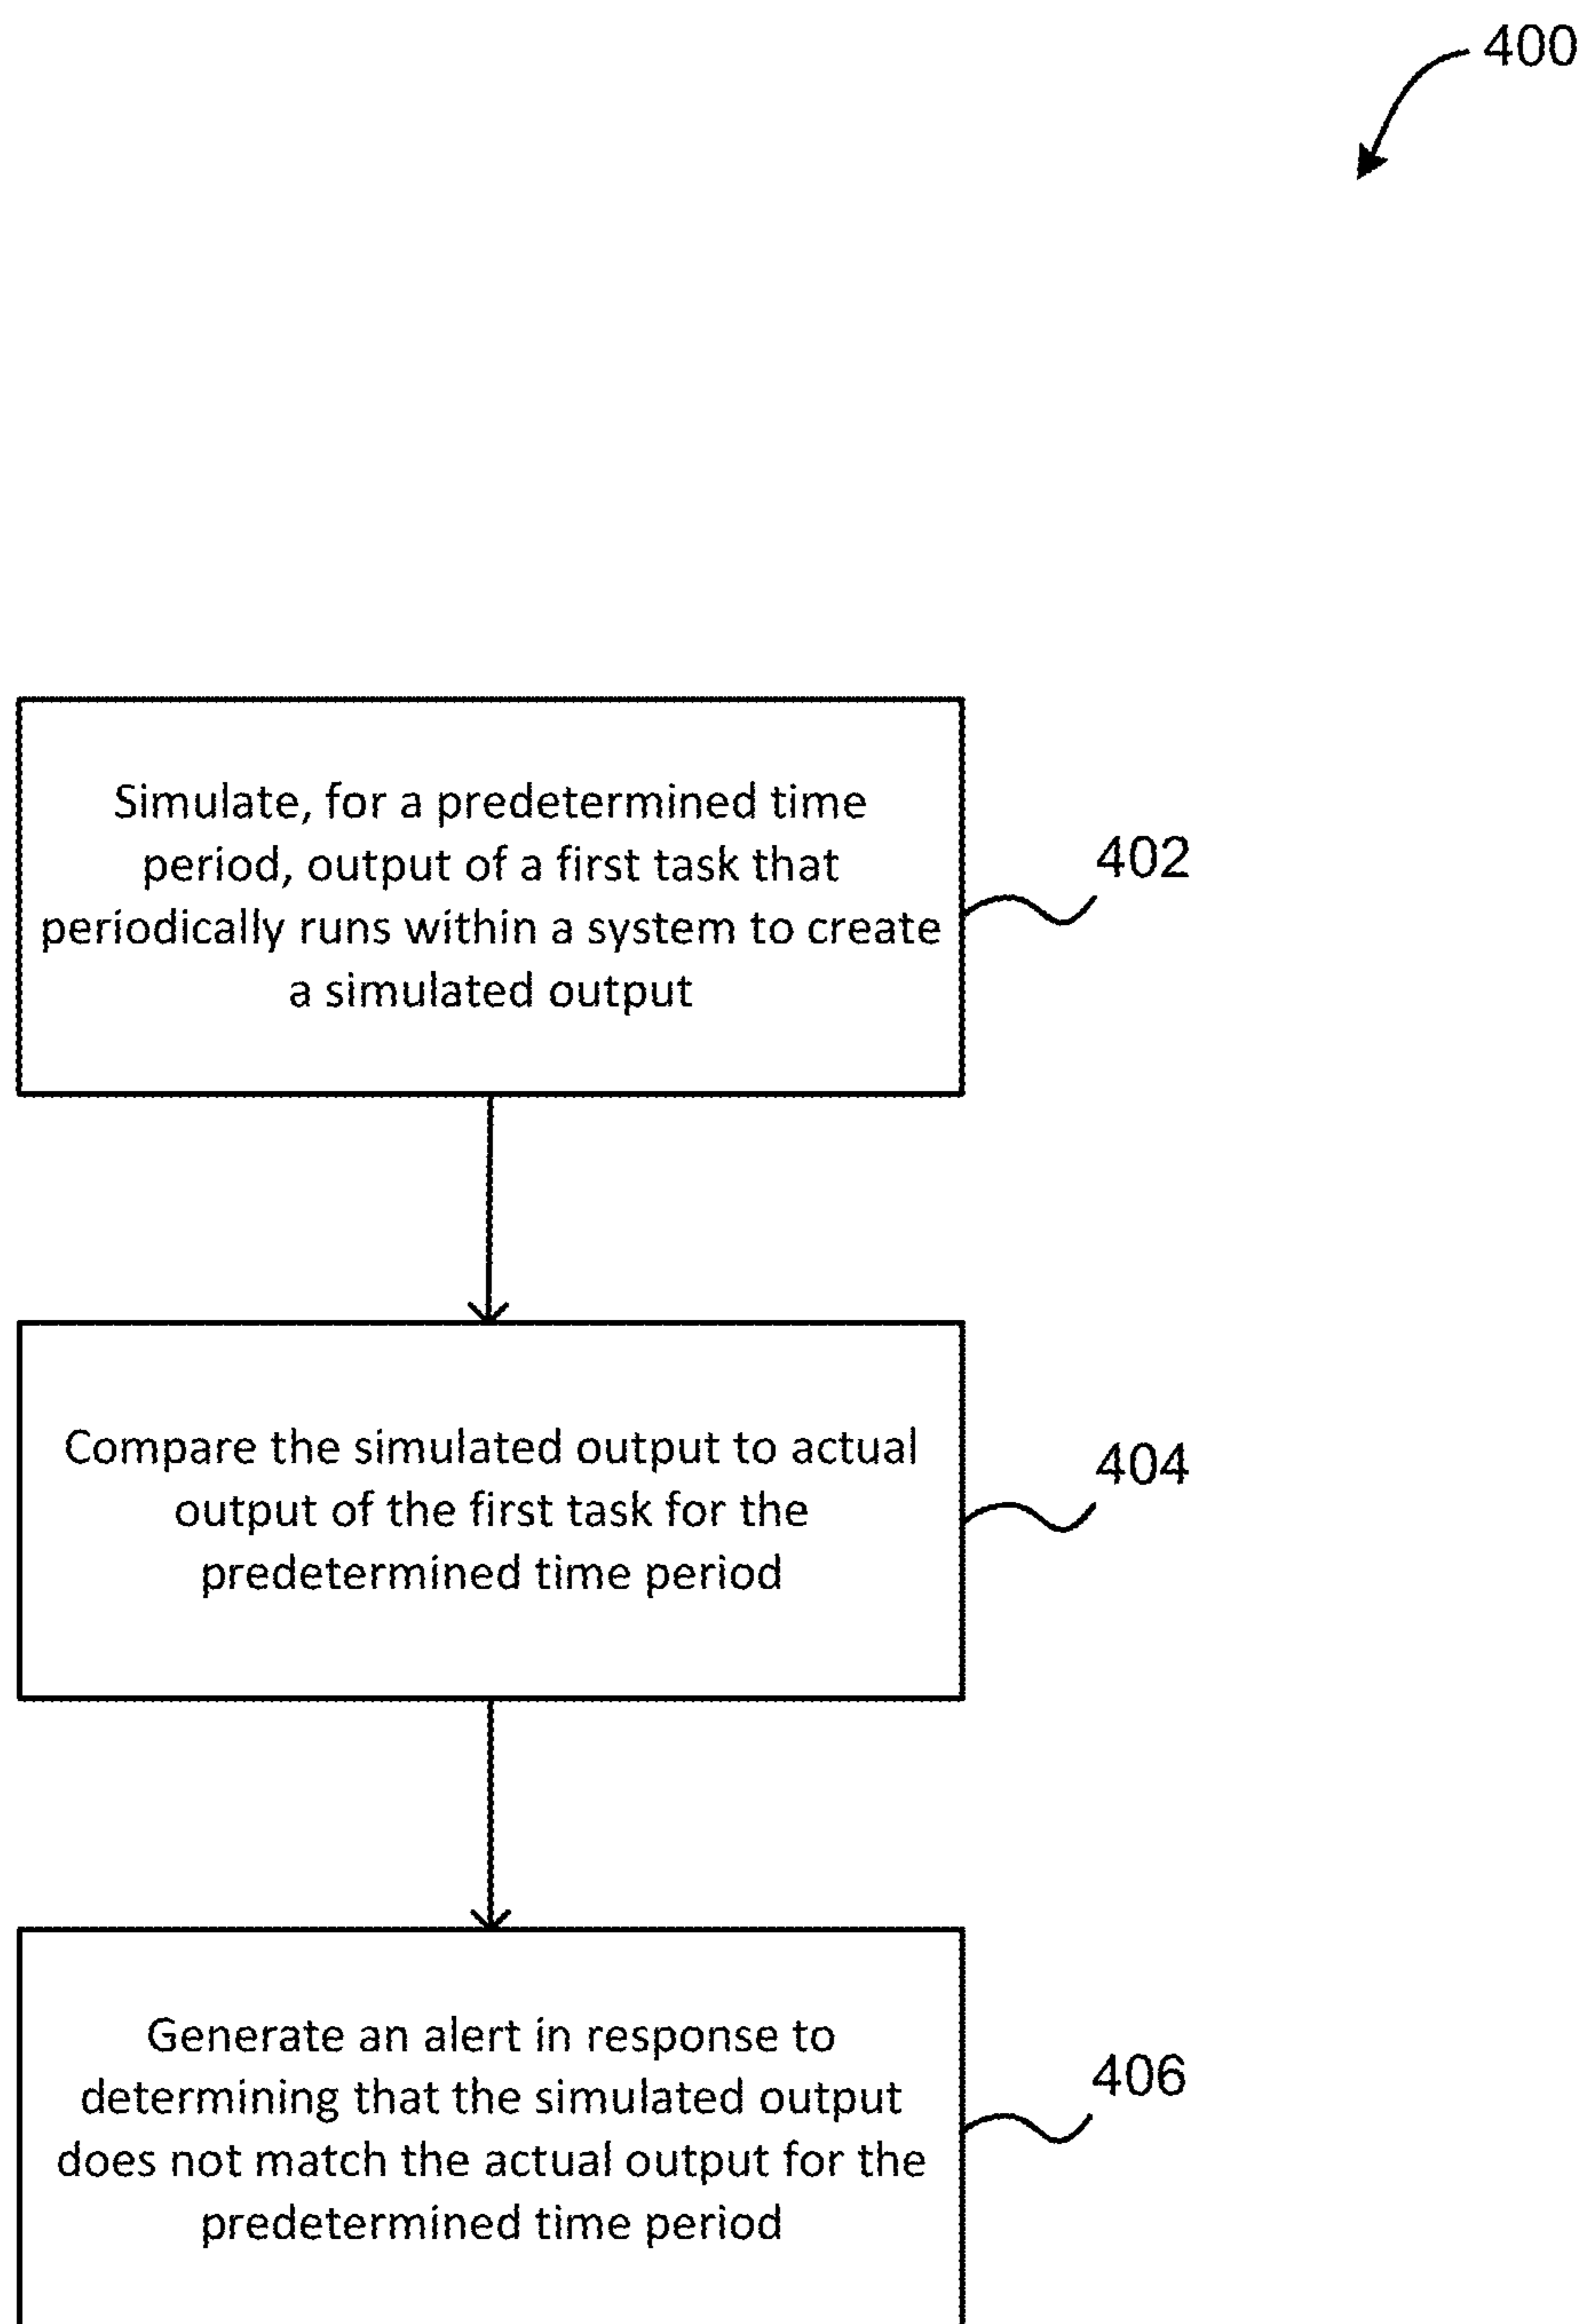 400
Simulate, for a predetermined time
period, output of a first task that
periodically runs within a system to create
a simulated output
402
Compare the simulated output to actual
output of the first task for the
predetermined time period
404
Generate an alert in response to
determining that the simulated output
does not match the actual output for the
predetermined time period
406